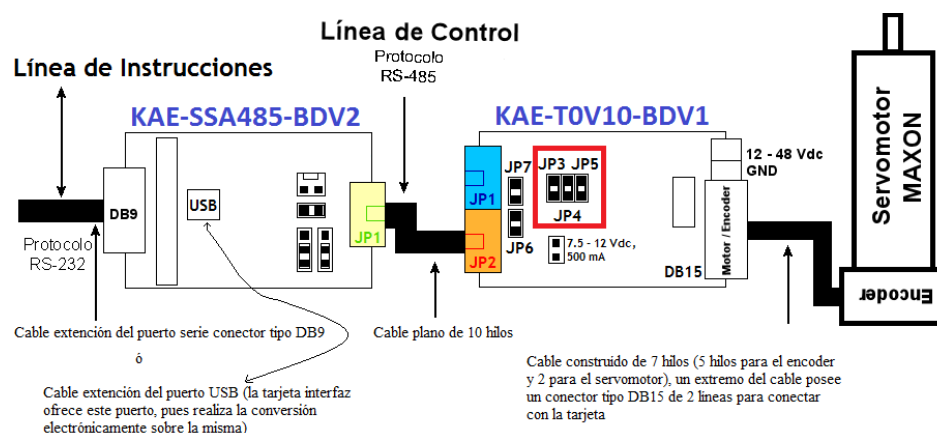 Línea de Instrucciones
Línea de Control
Protocolo
RS-485
KAE-SSA485-BDV2
KAE-T0V10-BDV1
DB9
USB
JP1
Protocolo
RS-232
JP1
JP2
JP7
JP6
JP3 JP5
JP4
7.5 - 12 Vdc,
500 mA
12 - 48 Vdc
GND
Motor / Encoder
DB15
Servomotor
MAXON
Encoder
Cable extención del puerto serie conector tipo DB9
ó
Cable extención del puerto USB (la tarjeta interfaz
ofrece este puerto, pues realiza la conversión
electrónicamente sobre la misma)
Cable plano de 10 hilos
Cable construido de 7 hilos (5 hilos para el encoder
y 2 para el servomotor), un extremo del cable posee
un conector tipo DB15 de 2 lineas para conectar
con la tarjeta